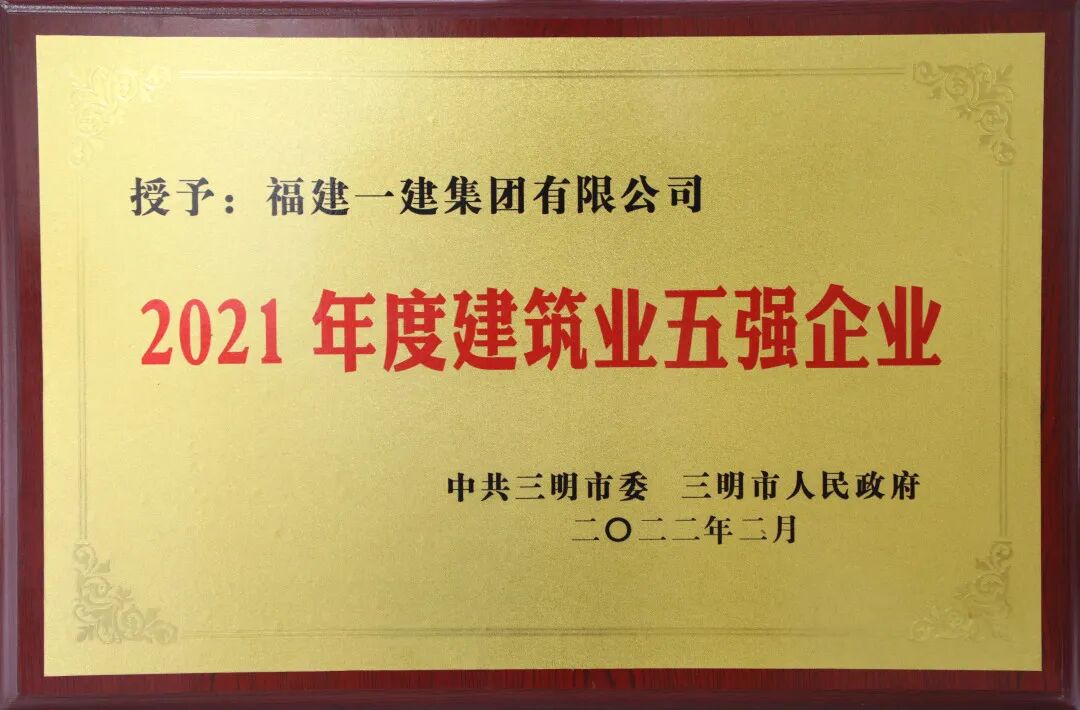 授予：福建一建集团有限公司
2021 年度建筑业五强企业
中共三明市委 三明市人民政府
二〇二二年二月